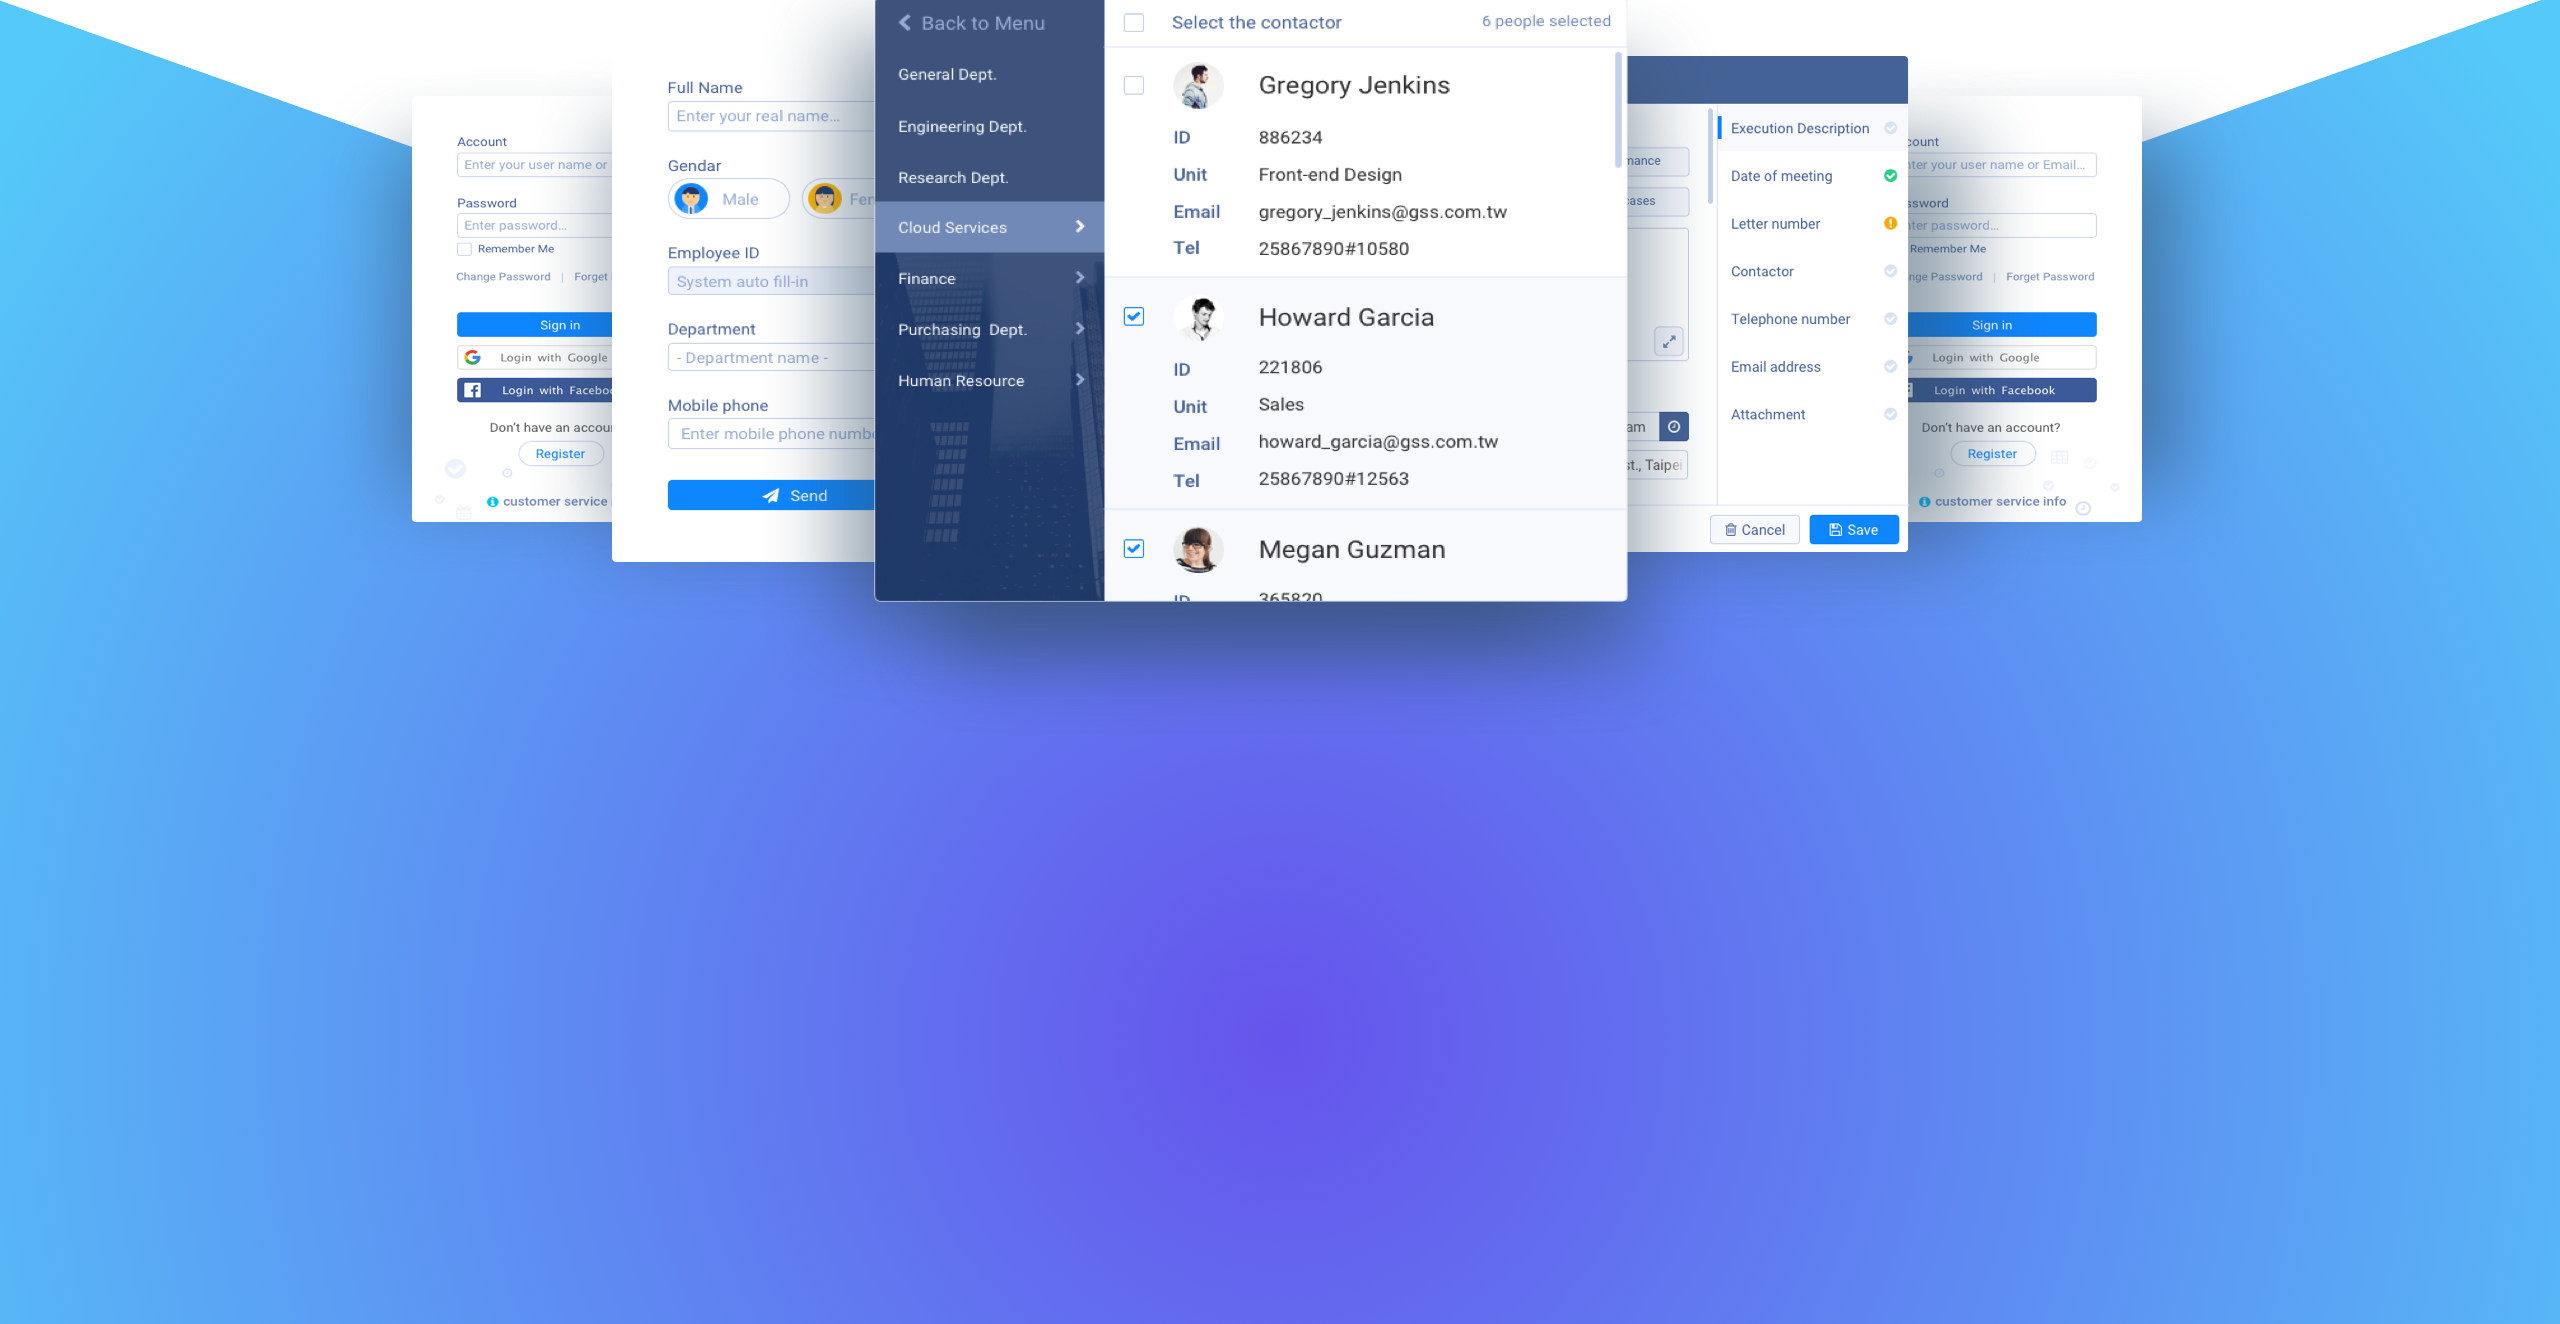 Account
Enter your user name or
Password
Enter password...
Remember Me
Change Password | Forget
Sign in
Login with Google
Login with Facebo
Don't have an accou
Register
customer service
Full Name
Enter your real name...
Gendar
Male
Fer
Employee ID
System auto fill-in
Department
- Department name -
Mobile phone
Enter mobile phone numb
Send
Back to Menu
General Dept.
Engineering Dept.
Research Dept.
Cloud Services
Finance
Purchasing Dept.
Human Resource
Select the contactor
6 people selected
Gregory Jenkins
ID 886234
Unit Front-end Design
Email gregory_jenkins@gss.com.tw
Tel 25867890#10580
Howard Garcia
ID 221806
Unit Sales
Email howard_garcia@gss.com.tw
Tel 25867890#12563
Megan Guzman
ID 365820
mance
cases
am
st., Taipei
Execution Description
Date of meeting
Letter number
Contactor
Telephone number
Email address
Attachment
Cancel
Save
count
nter your user name or Email...
ssword
nter password...
Remember Me
nge Password | Forget Password
Sign in
Login with Google
Login with Facebook
Don't have an account?
Register
customer service info